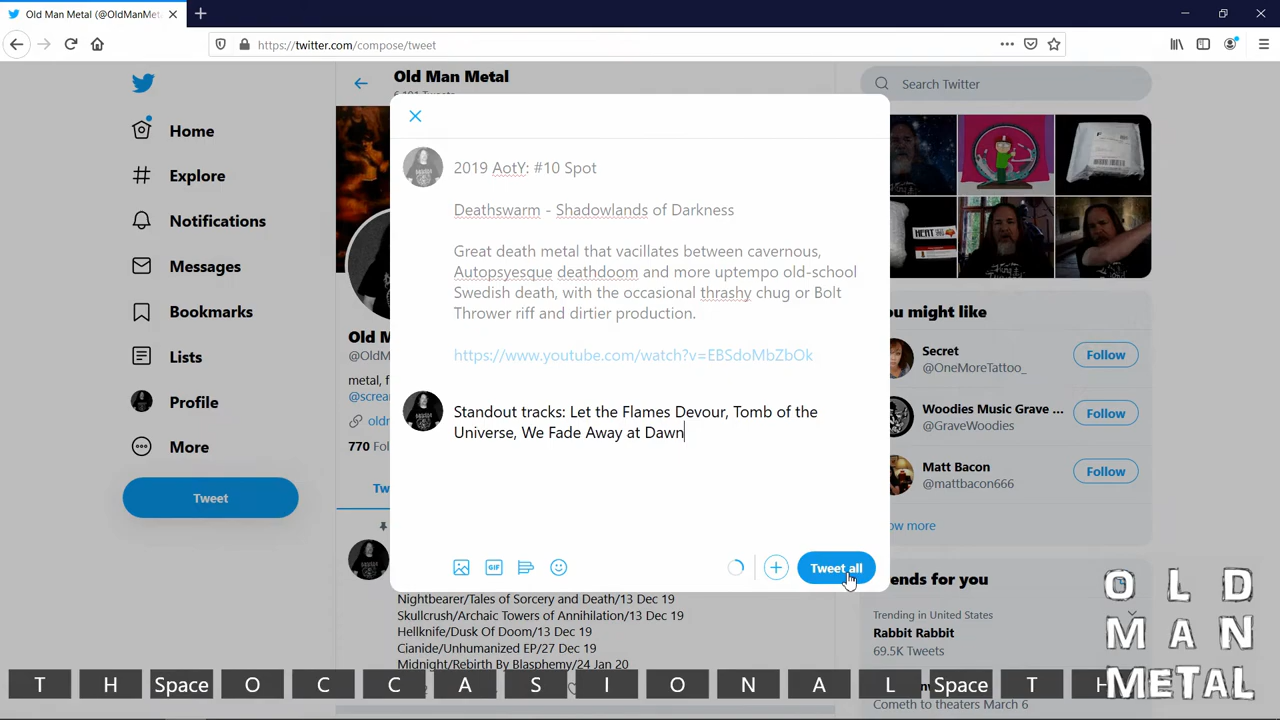 Old Man Metal (@OldManMet
https://twitter.com/compose/tweet
Old Man Metal
Search Twitter
Home
Explore
Notifications
Messages
Bookmarks
Lists
Profile
More
Tweet
2019 AotY: #10 Spot
Deathswarm - Shadowlands of Darkness
Great death metal that vacillates between cavernous,
Autopsyesque deathdoom and more uptempo old-school
Swedish death, with the occasional thrashy chug or Bolt
Thrower riff and dirtier production.
https://www.youtube.com/watch?v=EBSdoMbZbOk
Standout tracks: Let the Flames Devour, Tomb of the
Universe, We Fade Away at Dawn
GIF
Tweet all
Old M
@OldM
metal, f
@screan
oldr
770 Fo
Tw
Nightbearer/Tales of Sorcery and Death/13 Dec 19
Skullcrush/Archaic Towers of Annihilation/13 Dec 19
Hellknife/Dusk Of Doom/13 Dec 19
Cianide/Unhumanized EP/27 Dec 19
Midnight/Rebirth By Blasphemy/24 Jan 20
ou might like
Secret
@OneMoreTattoo_
Follow
Woodies Music Grave ...
@GraveWoodies
Follow
Matt Bacon
@mattbacon666
Follow
ow more
ends for you
Trending in United States
Rabbit Rabbit
69.5K Tweets
Cometh to theaters March 6
OLD
MAN
METAL
T H Space O C C A S I O N A L Space T H